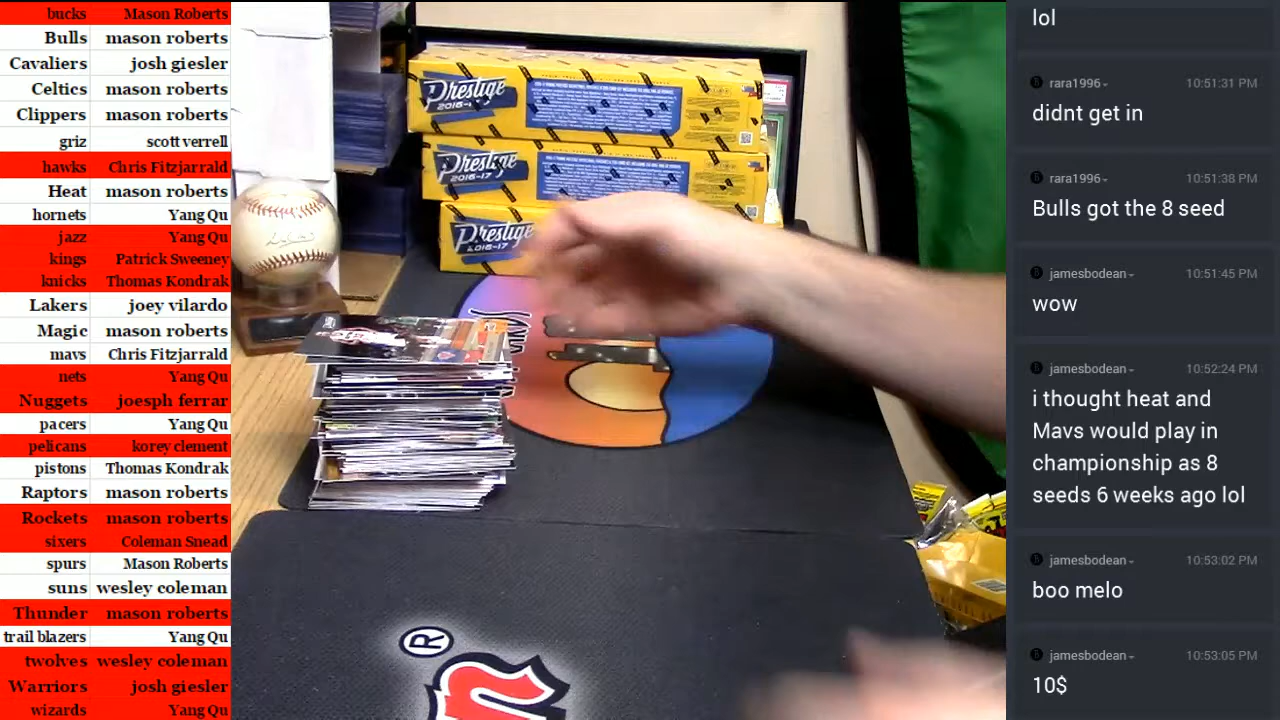 bucks Mason Roberts
Bulls mason roberts
Cavaliers josh giesler
Celtics mason roberts
Clippers mason roberts
griz scott verrell
hawks Chris Fitzjarrald
Heat mason roberts
hornets Yang Qu
jazz Yang Qu
kings Patrick Sweeney
knicks Thomas Kondrak
Lakers joey vilardo
Magic mason roberts
mavs Chris Fitzjarrald
nets Yang Qu
Nuggets joesph ferrar
pacers Yang Qu
pelicans korey clement
pistons Thomas Kondrak
Raptors mason roberts
Rockets mason roberts
sixers Coleman Snead
spurs Mason Roberts
suns wesley coleman
Thunder mason roberts
trail blazers Yang Qu
twolves wesley coleman
Warriors josh giesler
wizards Yang Qu
Prestige
2016-17
Prestige
2016-17
Prestige
2016-17
®
lol
rara1996 10:51:31 PM
didnt get in
rara1996 10:51:38 PM
Bulls got the 8 seed
jamesbodean 10:51:45 PM
wow
jamesbodean 10:52:24 PM
i thought heat and
Mavs would play in
championship as 8
seeds 6 weeks ago lol
jamesbodean 10:53:02 PM
boo melo
jamesbodean 10:53:05 PM
10$